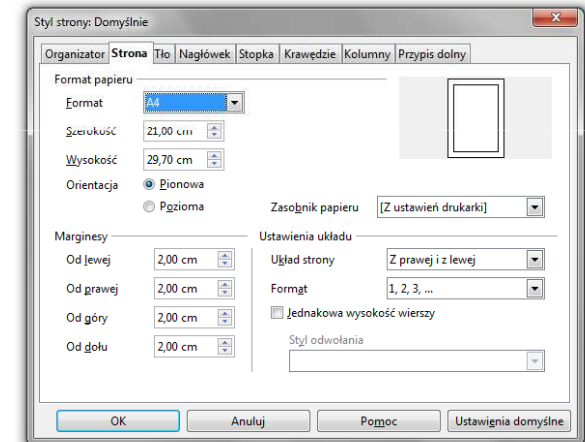 Styl strony: Domyślnie
Organizator Strona Tło Nagłówek Stopka Krawędzie Kolumny Przypis dolny
Format papieru
Format A4
Szerokość 21,00 cm
Wysokość 29,70 cm
Orientacja Pionowa
Pozioma
Zasobnik papieru [Z ustawień drukarki]
Marginesy
Od lewej 2,00 cm
Od prawej 2,00 cm
Od góry 2,00 cm
Od dołu 2,00 cm
Ustawienia układu
Układ strony Z prawej i z lewej
Format 1, 2, 3, ...
Jednakowa wysokość wierszy
Styl odwołania
OK Anuluj Pomoc Ustawienia domyślne